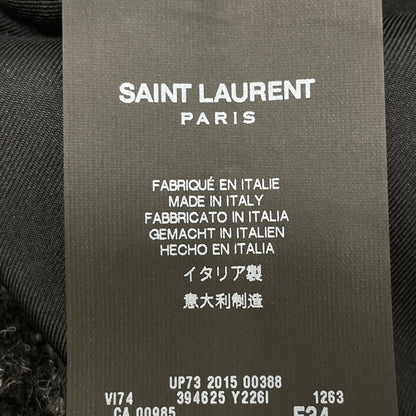 SAINT LAURENT
PARIS
FABRIQUÉ EN ITALIE
MADE IN ITALY
FABBRICATO IN ITALIA
GEMACHT IN ITALIEN
HECHO EN ITALIA
イタリア製
意大利制造
UP73 2015 00388
VI74 394625 Y226I 1263
CA 00985 F34